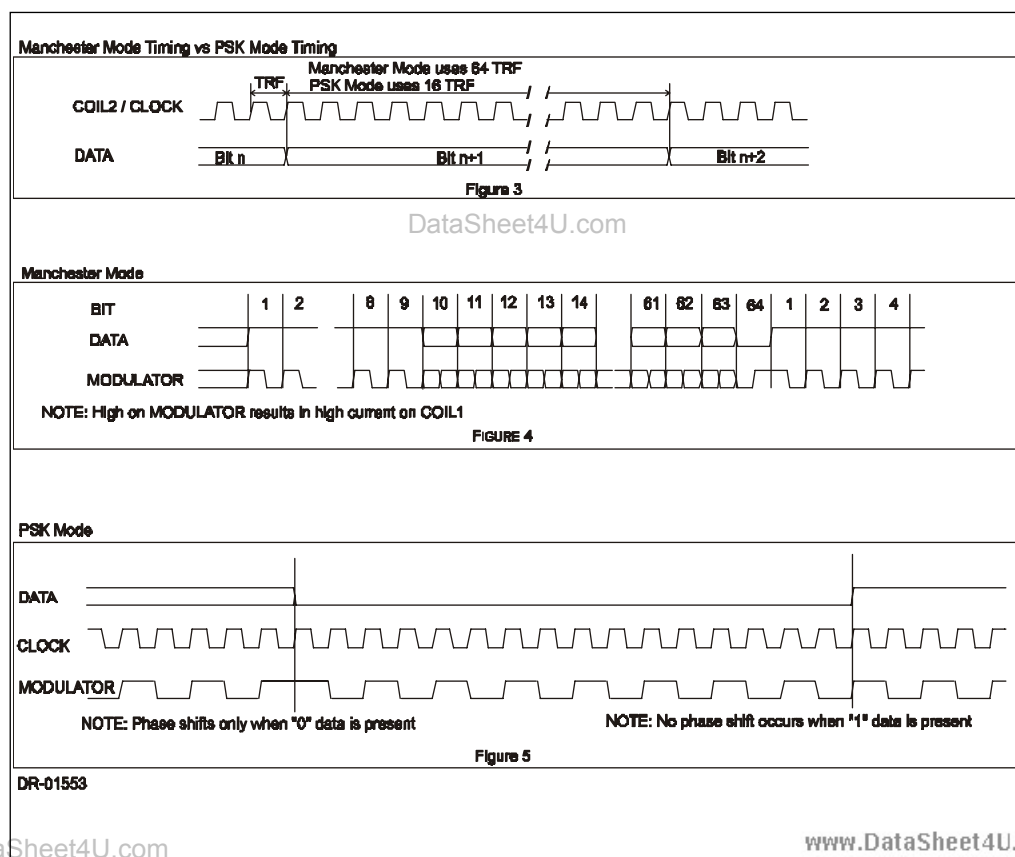 Manchester Mode Timing vs PSK Mode Timing
Manchester Mode uses 64 TRF
TRF PSK Mode uses 16 TRF
COIL2 / CLOCK
DATA Bit n Bit n+1 Bit n+2
Figure 3
DataSheet4U.com
Manchester Mode
BIT 1 2 8 9 10 11 12 13 14 61 62 63 64 1 2 3 4
DATA
MODULATOR
NOTE: High on MODULATOR results in high current on COIL1
FIGURE 4
PSK Mode
DATA
CLOCK
MODULATOR
NOTE: Phase shifts only when "0" data is present NOTE: No phase shift occurs when "1" data is present
Figure 5
DR-01553
aSheet4U.com www.DataSheet4U.